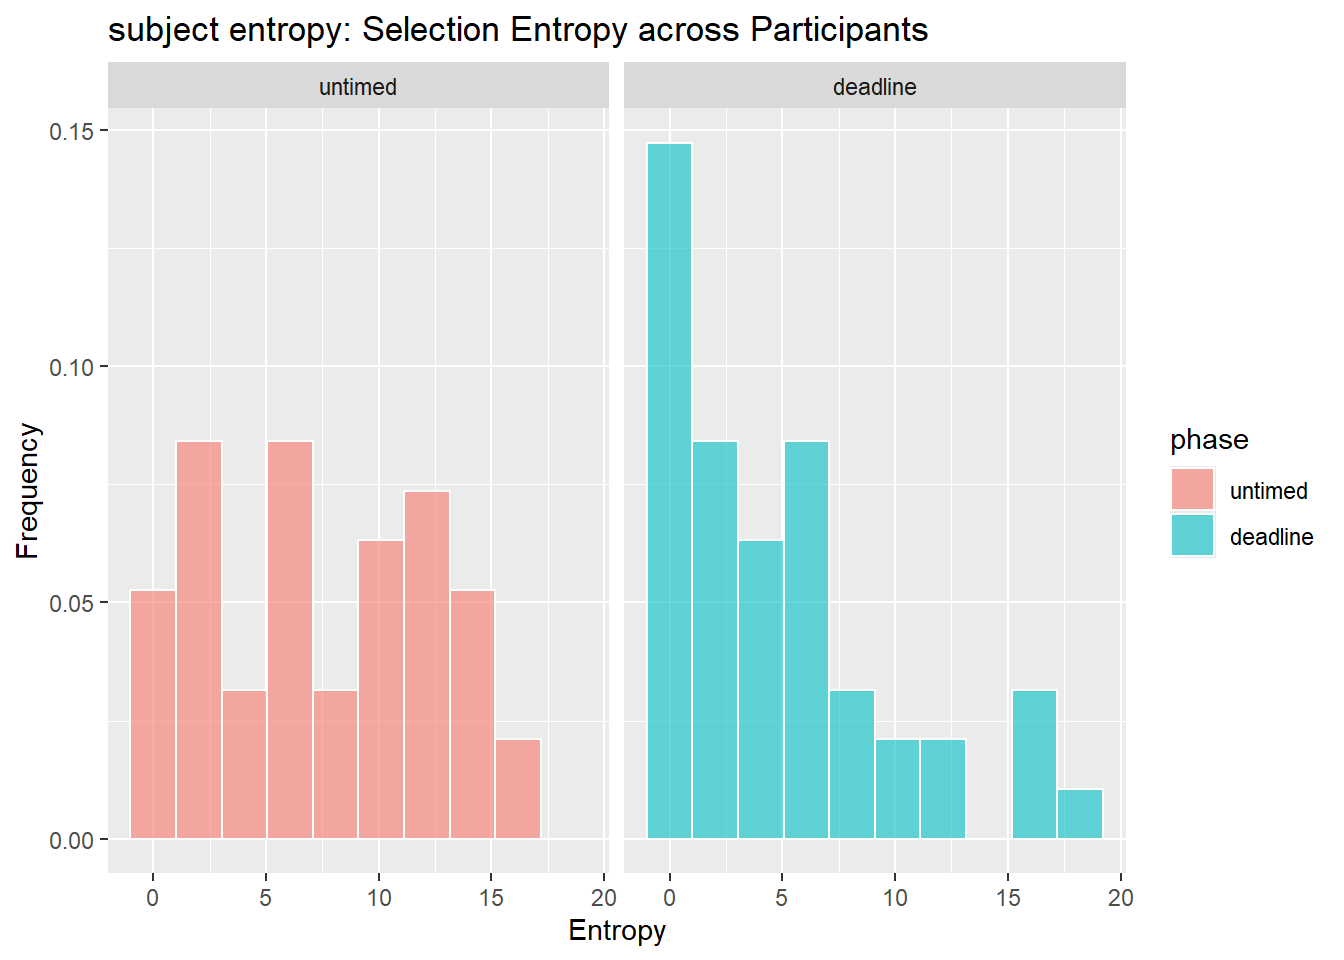 subject entropy: Selection Entropy across Participants
untimed
deadline
0.15
0.10
0.05
0.00
Frequency
0 5 10 15 20
0 5 10 15 20
Entropy
phase
untimed
deadline